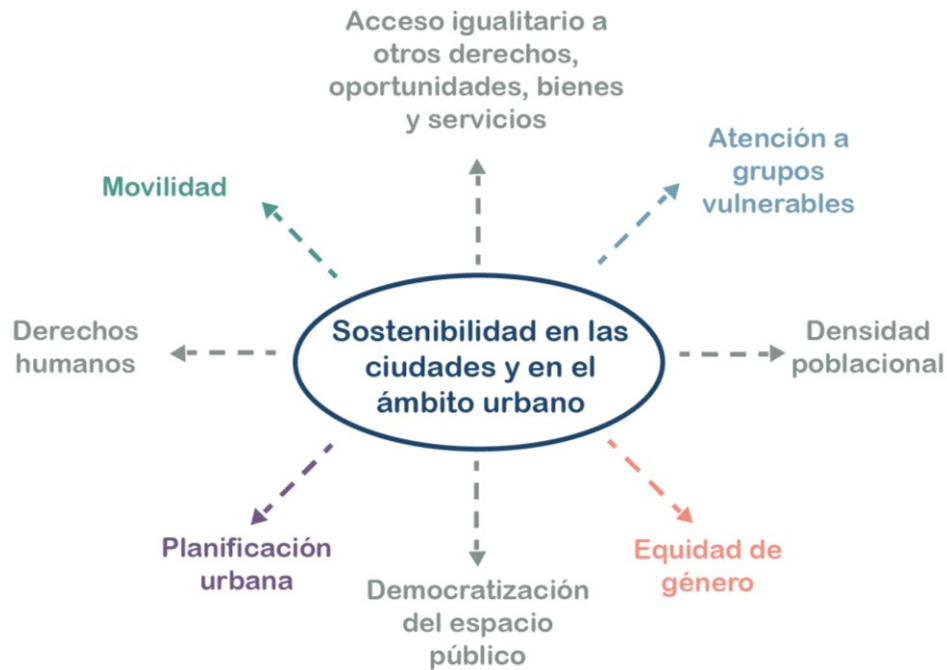 Acceso igualitario a
otros derechos,
oportunidades, bienes
y servicios
Atención a
grupos
vulnerables
Movilidad
Derechos
humanos
Sostenibilidad en las
ciudades y en el
ámbito urbano
Densidad
poblacional
Planificación
urbana
Democratización
del espacio
público
Equidad de
género